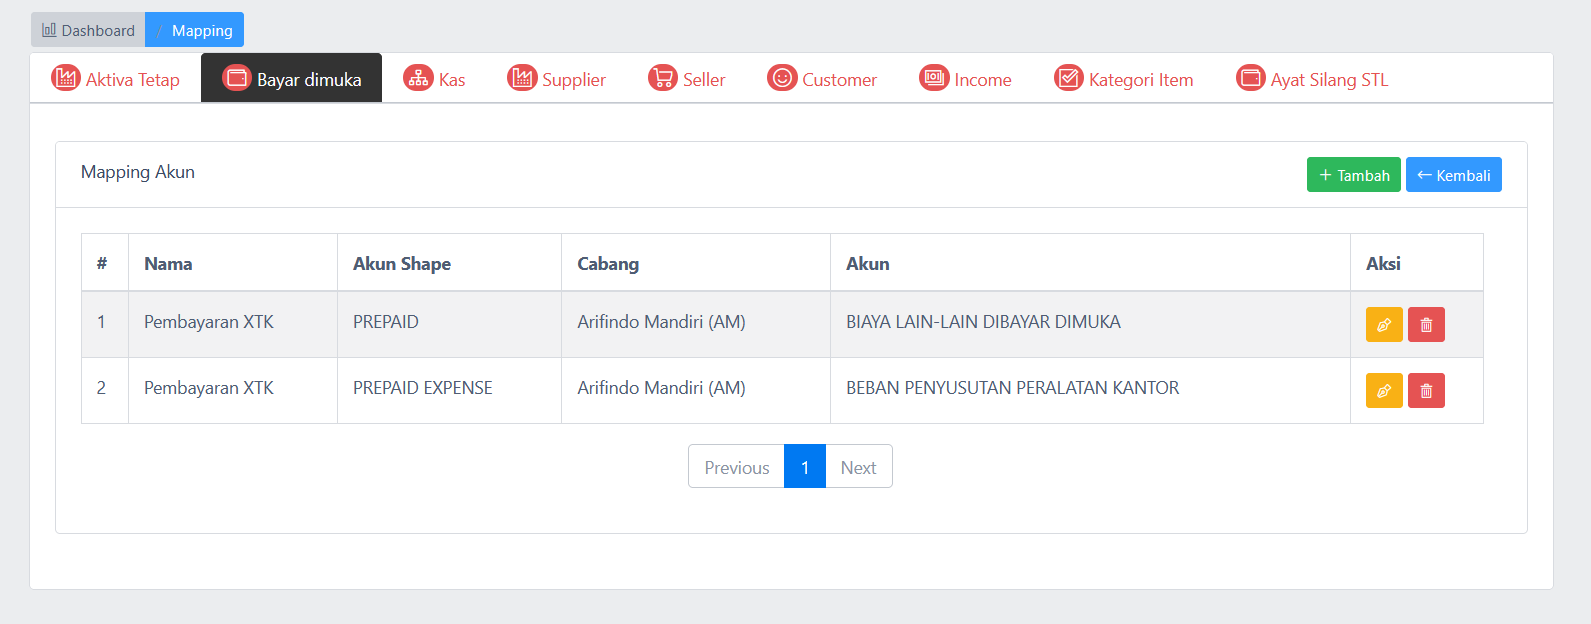 Dashboard / Mapping
Aktiva Tetap Bayar dimuka Kas Supplier Seller Customer Income Kategori Item Ayat Silang STL
Mapping Akun + Tambah ← Kembali
# Nama Akun Shape Cabang Akun Aksi
1 Pembayaran XTK PREPAID Arifindo Mandiri (AM) BIAYA LAIN-LAIN DIBAYAR DIMUKA
2 Pembayaran XTK PREPAID EXPENSE Arifindo Mandiri (AM) BEBAN PENYUSUTAN PERALATAN KANTOR
Previous 1 Next